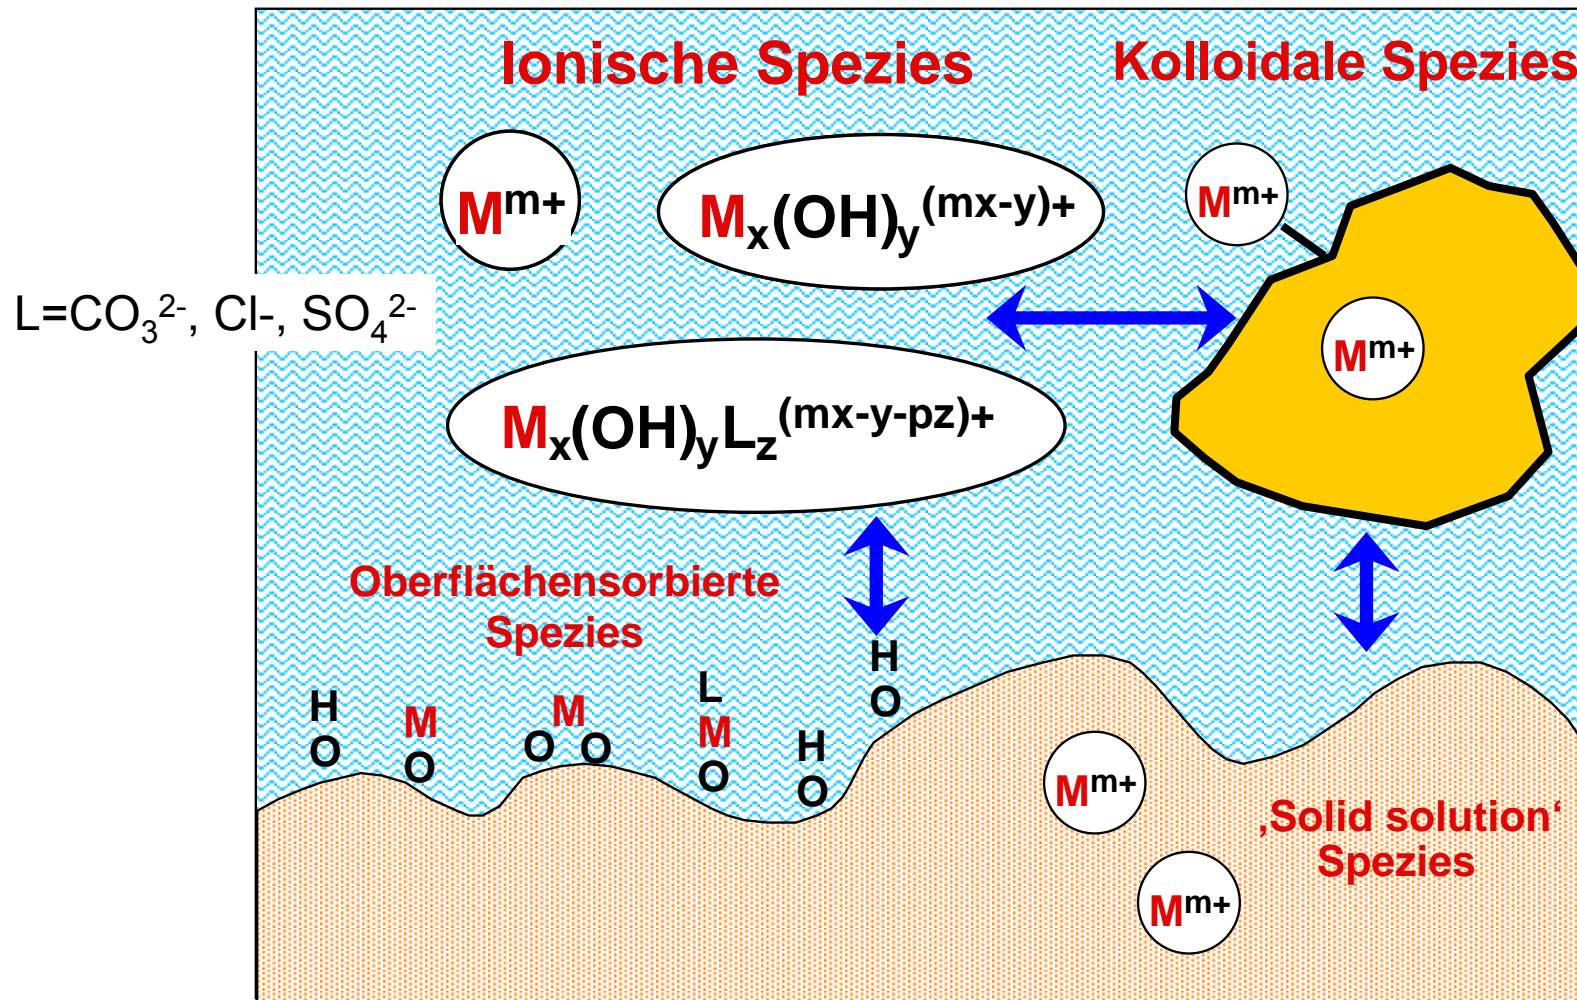 Ionische Spezies
Kolloidale Spezies
Mᵐ⁺
Mₓ(OH)ᵧ⁽ᵐˣ⁻ʸ⁾⁺
Mᵐ⁺
L=CO₃²⁻, Cl-, SO₄²⁻
Mᵐ⁺
Mₓ(OH)ᵧL_z⁽ᵐˣ⁻ʸ⁻ᵖᶻ⁾⁺
Oberflächensorbierte
Spezies
H
O
M
O
M
O O
L
M
O
H
O
H
O
Mᵐ⁺
‚Solid solution‘
Spezies
Mᵐ⁺